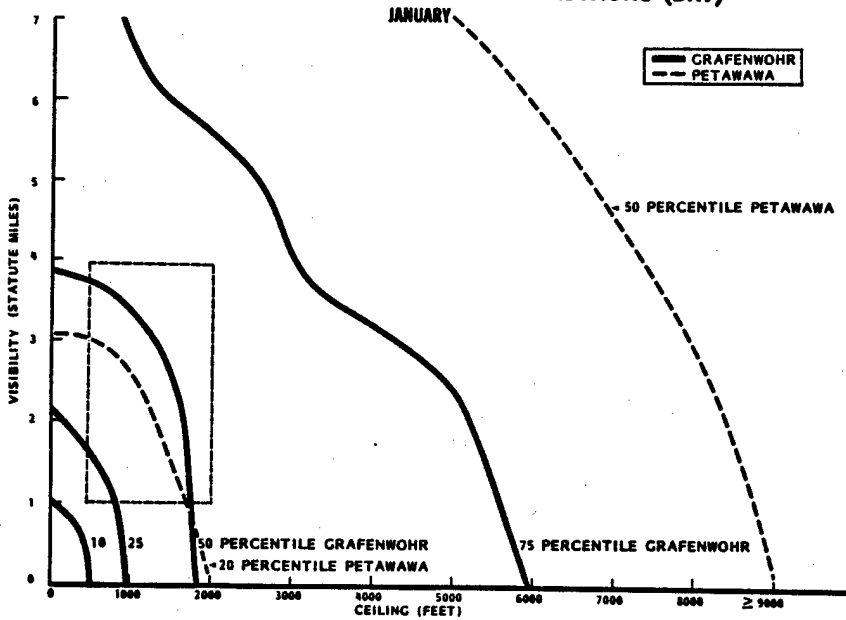 JANUARY
GRAFENWOHR
PETAWAWA
7
6
5
4
3
2
1
0
VISIBILITY (STATUTE MILES)
50 PERCENTILE PETAWAWA
10
25
50 PERCENTILE GRAFENWOHR
20 PERCENTILE PETAWAWA
75 PERCENTILE GRAFENWOHR
0 1000 2000 3000 4000 5000 6000 7000 8000 ≥ 9000
CEILING (FEET)